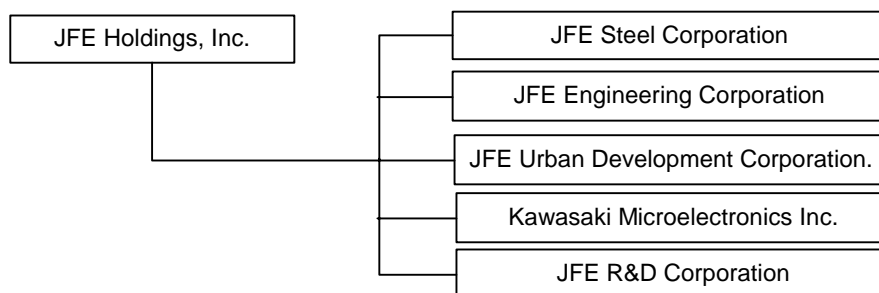 JFE Holdings, Inc.
JFE Steel Corporation
JFE Engineering Corporation
JFE Urban Development Corporation.
Kawasaki Microelectronics Inc.
JFE R&D Corporation